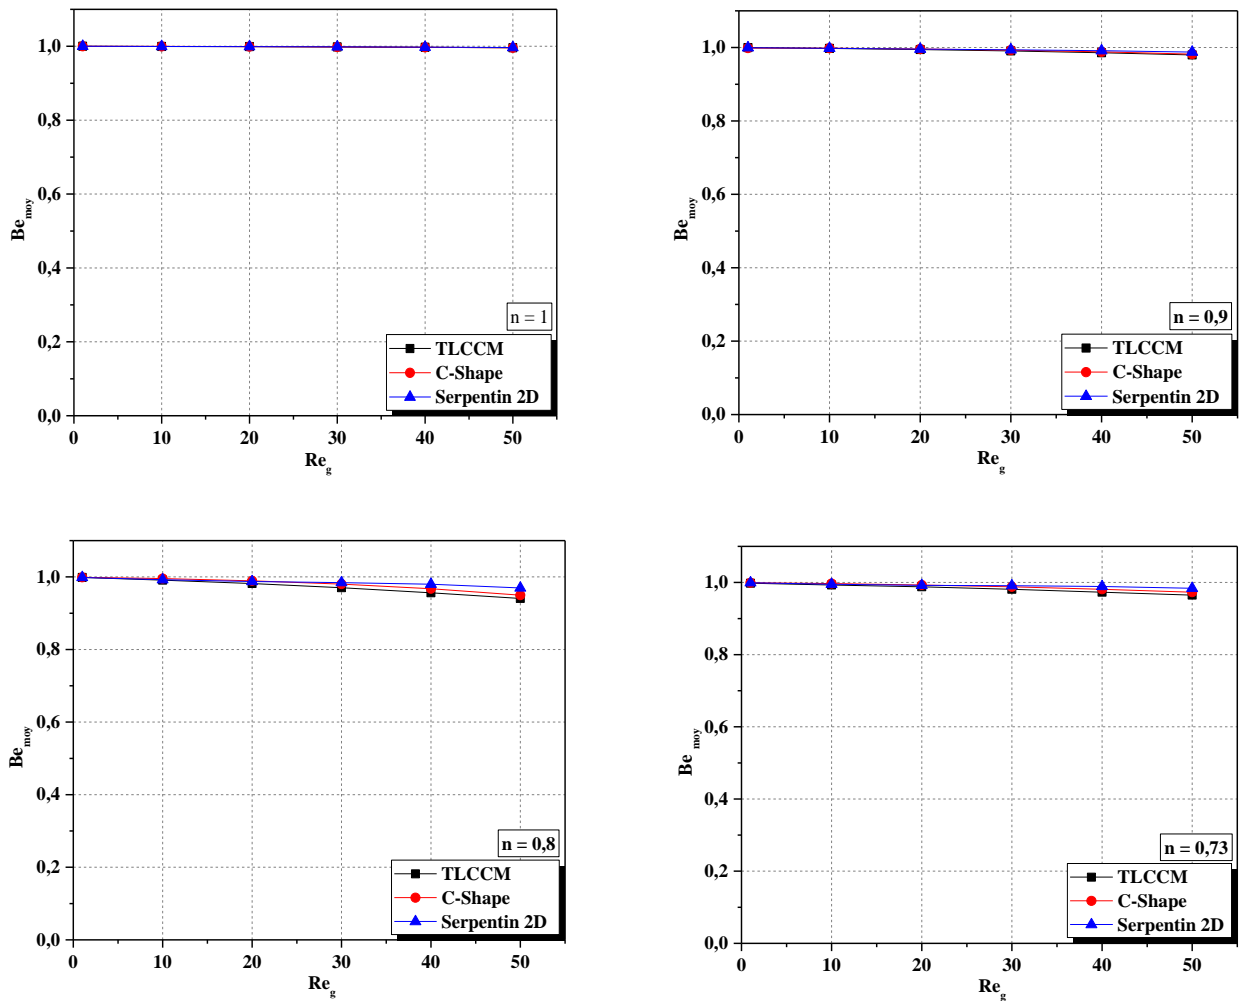 1,0
0,8
0,6
0,4
0,2
0,0
Be moy
0 10 20 30 40 50
Re g
n = 1
TLCCM
C-Shape
Serpentin 2D
1,0
0,8
0,6
0,4
0,2
0,0
Be moy
0 10 20 30 40 50
Re g
n = 0,9
TLCCM
C-Shape
Serpentin 2D
1,0
0,8
0,6
0,4
0,2
0,0
Be moy
0 10 20 30 40 50
Re g
n = 0,8
TLCCM
C-Shape
Serpentin 2D
1,0
0,8
0,6
0,4
0,2
0,0
Be moy
0 10 20 30 40 50
Re g
n = 0,73
TLCCM
C-Shape
Serpentin 2D